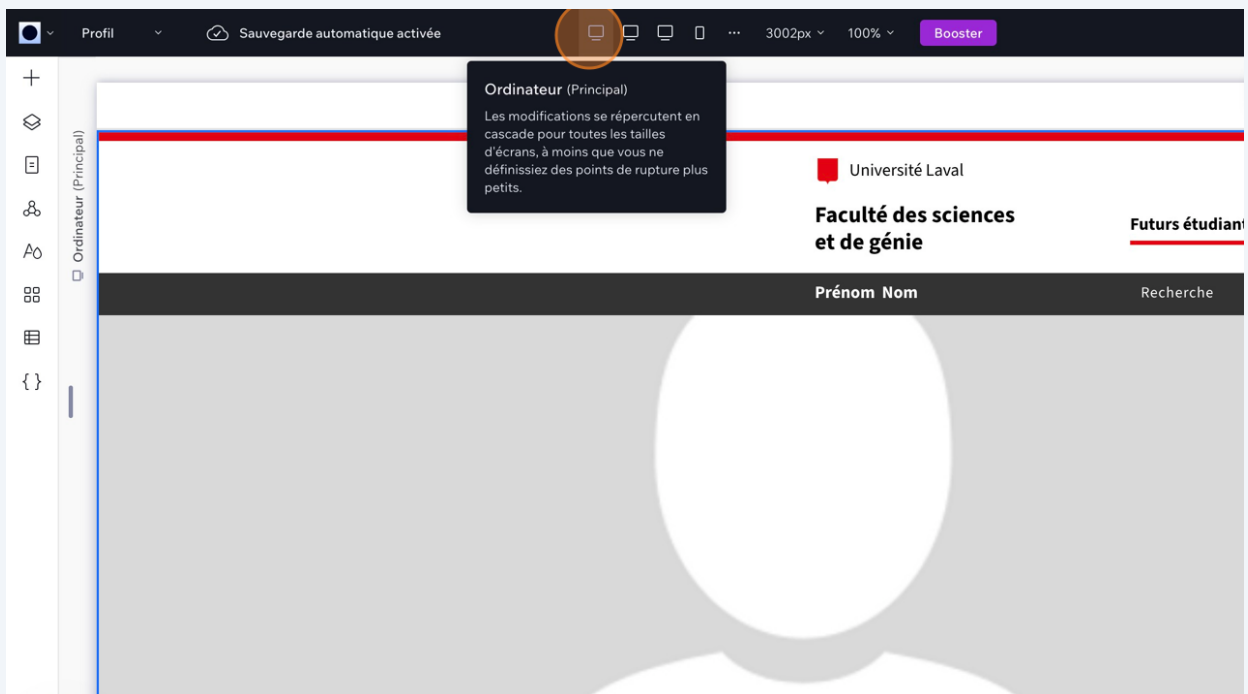 Profil
Sauvegarde automatique activée
3002px
100%
Booster
Ordinateur (Principal)
Les modifications se répercutent en
cascade pour toutes les tailles
d'écrans, à moins que vous ne
définissiez des points de rupture plus
petits.
Ordinateur (Principal)
Université Laval
Faculté des sciences
et de génie
Futurs étudiant
Prénom Nom
Recherche